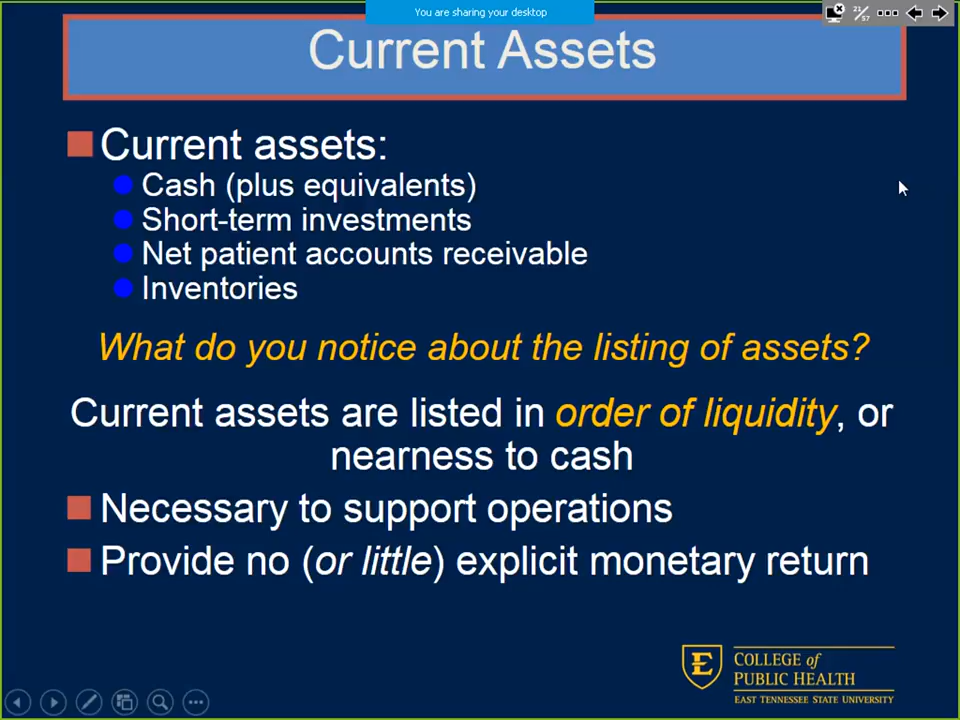 You are sharing your desktop
21/57
Current Assets
Current assets:
Cash (plus equivalents)
Short-term investments
Net patient accounts receivable
Inventories
What do you notice about the listing of assets?
Current assets are listed in order of liquidity, or
nearness to cash
Necessary to support operations
Provide no (or little) explicit monetary return
E
COLLEGE of
PUBLIC HEALTH
EAST TENNESSEE STATE UNIVERSITY